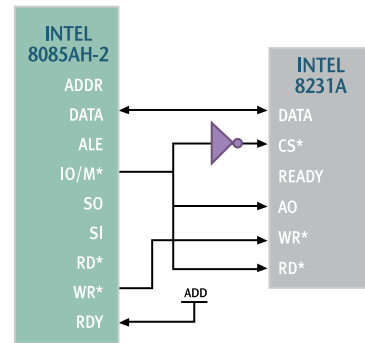 INTEL
8085AH-2
ADDR
DATA
ALE
IO/M*
SO
SI
RD*
WR*
RDY
ADD
INTEL
8231A
DATA
CS*
READY
AO
WR*
RD*